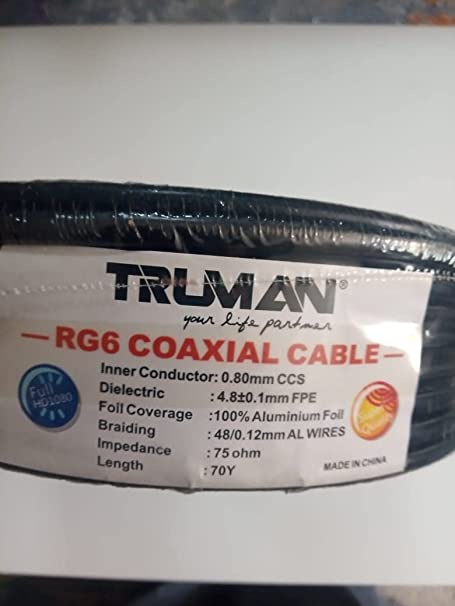 TRUMAN®
your life partner
— RG6 COAXIAL CABLE —
Full
HD1080
Inner Conductor: 0.80mm CCS
Dielectric : 4.8±0.1mm FPE
Foil Coverage : 100% Aluminium Foil
Braiding : 48/0.12mm AL WIRES
Impedance : 75 ohm
Length : 70Y
MADE IN CHINA